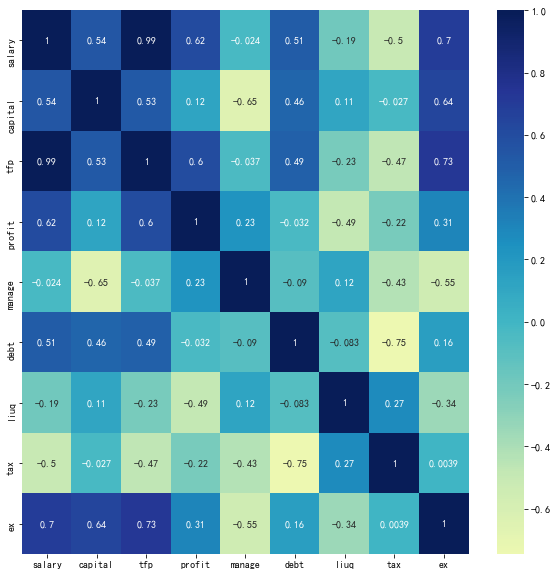 salary 1 0.54 0.99 0.62 −0.024 0.51 −0.19 −0.5 0.7
capital 0.54 1 0.53 0.12 −0.65 0.46 0.11 −0.027 0.64
tfp 0.99 0.53 1 0.6 −0.037 0.49 −0.23 −0.47 0.73
profit 0.62 0.12 0.6 1 0.23 −0.032 −0.49 −0.22 0.31
manage −0.024 −0.65 −0.037 0.23 1 −0.09 0.12 −0.43 −0.55
debt 0.51 0.46 0.49 −0.032 −0.09 1 −0.083 −0.75 0.16
liuq −0.19 0.11 −0.23 −0.49 0.12 −0.083 1 0.27 −0.34
tax −0.5 −0.027 −0.47 −0.22 −0.43 −0.75 0.27 1 0.0039
ex 0.7 0.64 0.73 0.31 −0.55 0.16 −0.34 0.0039 1
salary capital tfp profit manage debt liuq tax ex
1.0
0.8
0.6
0.4
0.2
0.0
−0.2
−0.4
−0.6